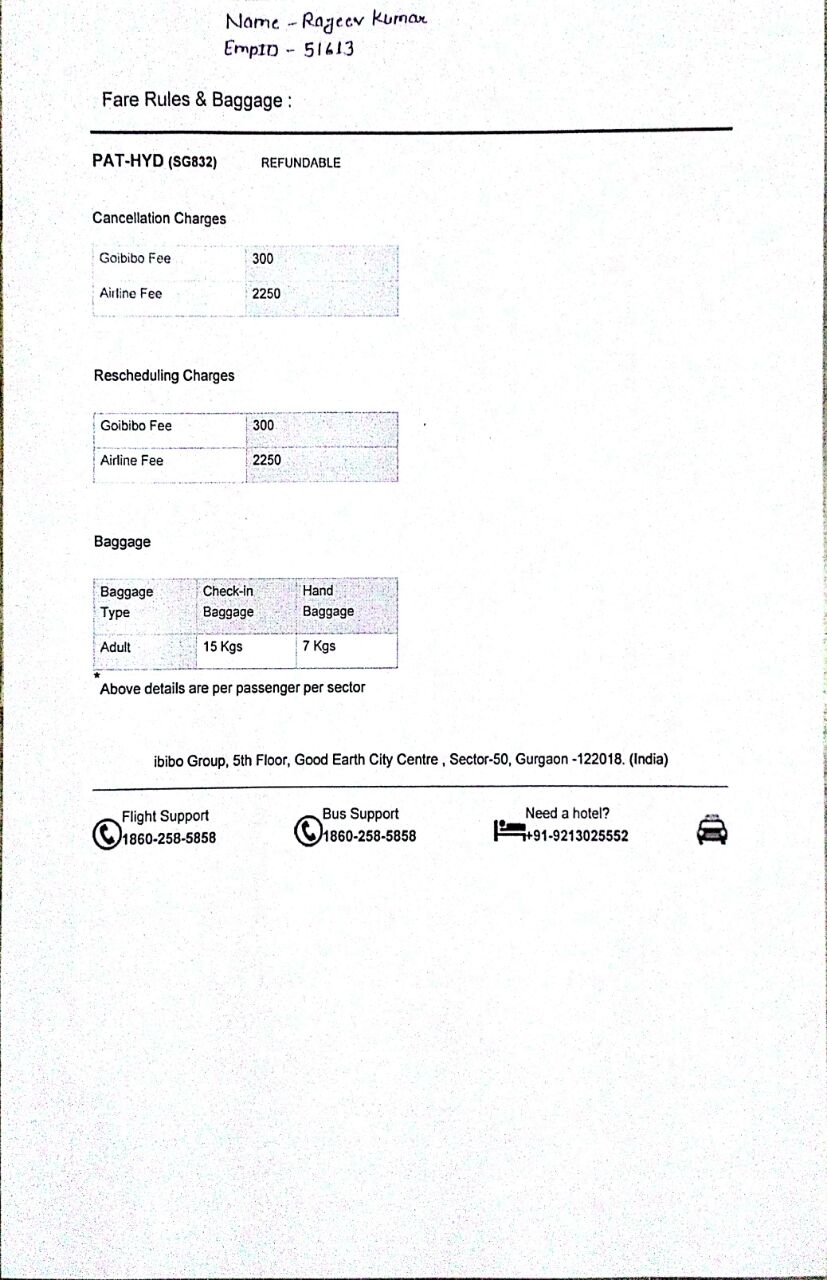 Name - Rajeev Kumar
EmpID - 51613
Fare Rules & Baggage :
PAT-HYD (SG832) REFUNDABLE
Cancellation Charges
Goibibo Fee 300
Airline Fee 2250
Rescheduling Charges
Goibibo Fee 300
Airline Fee 2250
Baggage
Baggage Type Check-in Baggage Hand Baggage
Adult 15 Kgs 7 Kgs
*Above details are per passenger per sector
ibibo Group, 5th Floor, Good Earth City Centre , Sector-50, Gurgaon -122018. (India)
Flight Support Bus Support Need a hotel?
1860-258-5858 1860-258-5858 +91-9213025552